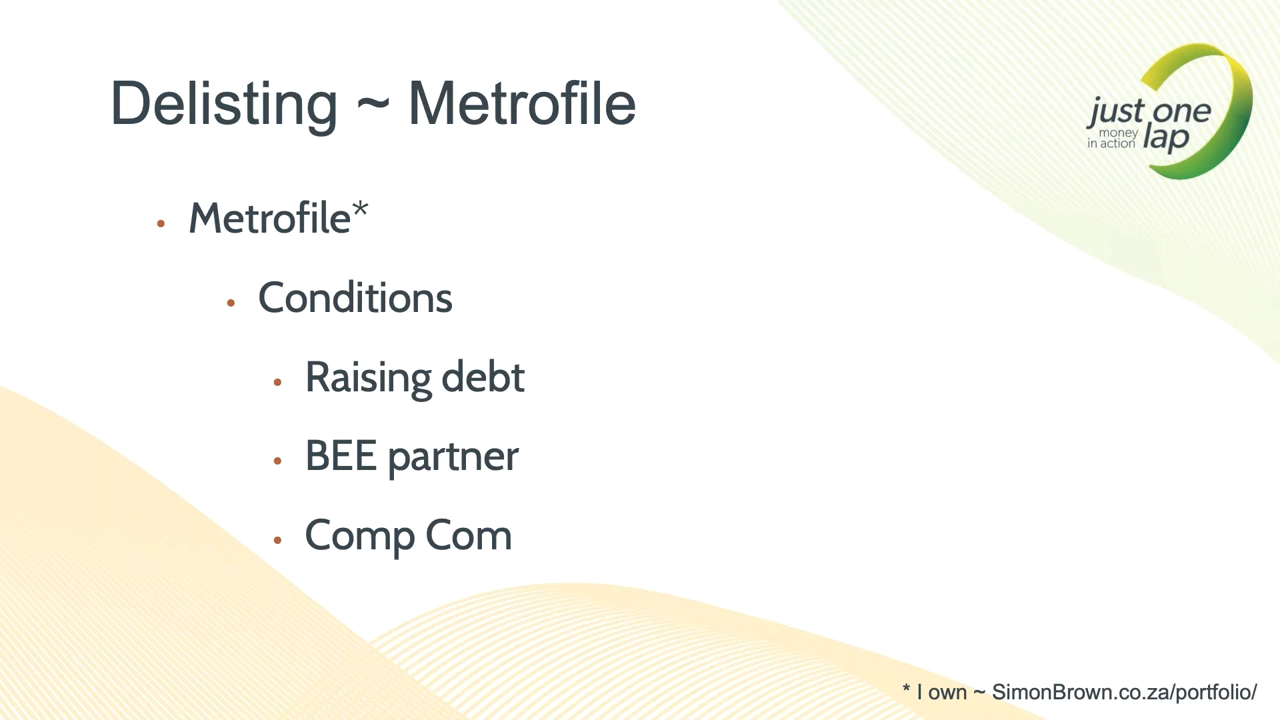 Delisting ~ Metrofile
just one
money
in action lap
• Metrofile*
• Conditions
• Raising debt
• BEE partner
• Comp Com
* I own ~ SimonBrown.co.za/portfolio/